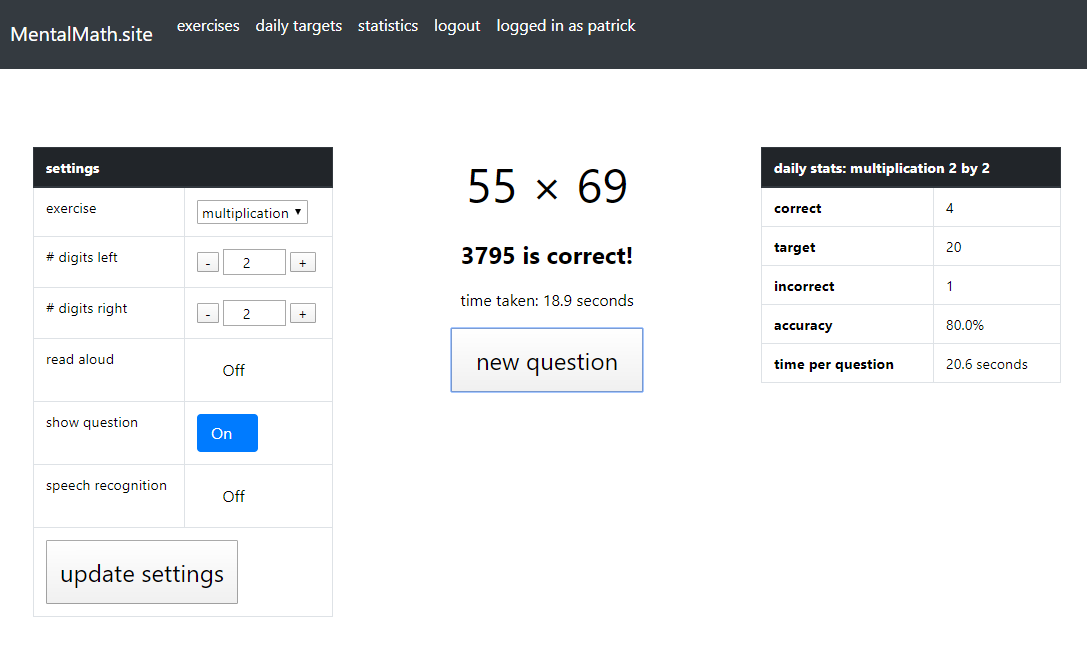 MentalMath.site exercises daily targets statistics logout logged in as patrick
settings
exercise multiplication ▼
# digits left - 2 +
# digits right - 2 +
read aloud Off
show question On
speech recognition Off
update settings
55 × 69
3795 is correct!
time taken: 18.9 seconds
new question
daily stats: multiplication 2 by 2
correct 4
target 20
incorrect 1
accuracy 80.0%
time per question 20.6 seconds